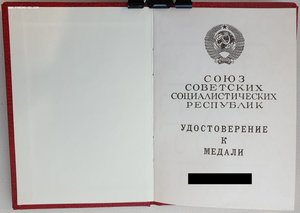 СОЮЗ
СОВЕТСКИХ
СОЦИАЛИСТИЧЕСКИХ
РЕСПУБЛИК
УДОСТОВЕРЕНИЕ
К
МЕДАЛИ